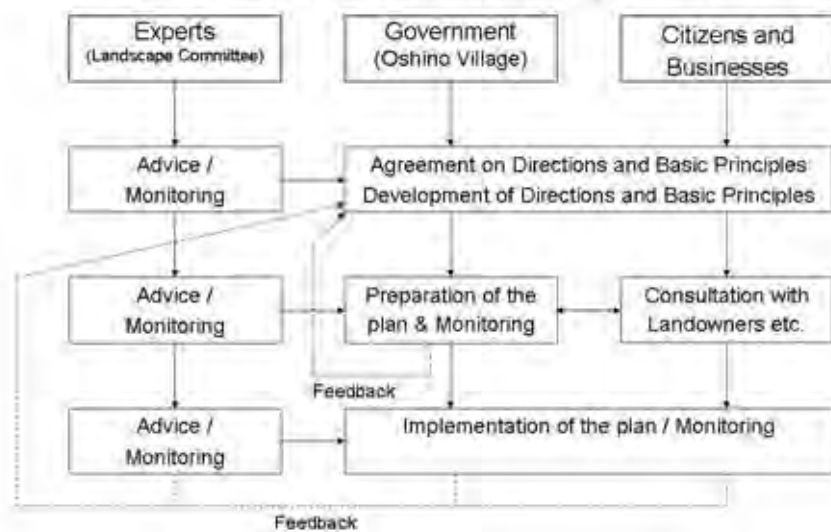 Experts
(Landscape Committee)
Government
(Oshino Village)
Citizens and
Businesses
Advice /
Monitoring
Agreement on Directions and Basic Principles
Development of Directions and Basic Principles
Advice /
Monitoring
Preparation of the
plan & Monitoring
Consultation with
Landowners etc.
Feedback
Advice /
Monitoring
Implementation of the plan / Monitoring
Feedback